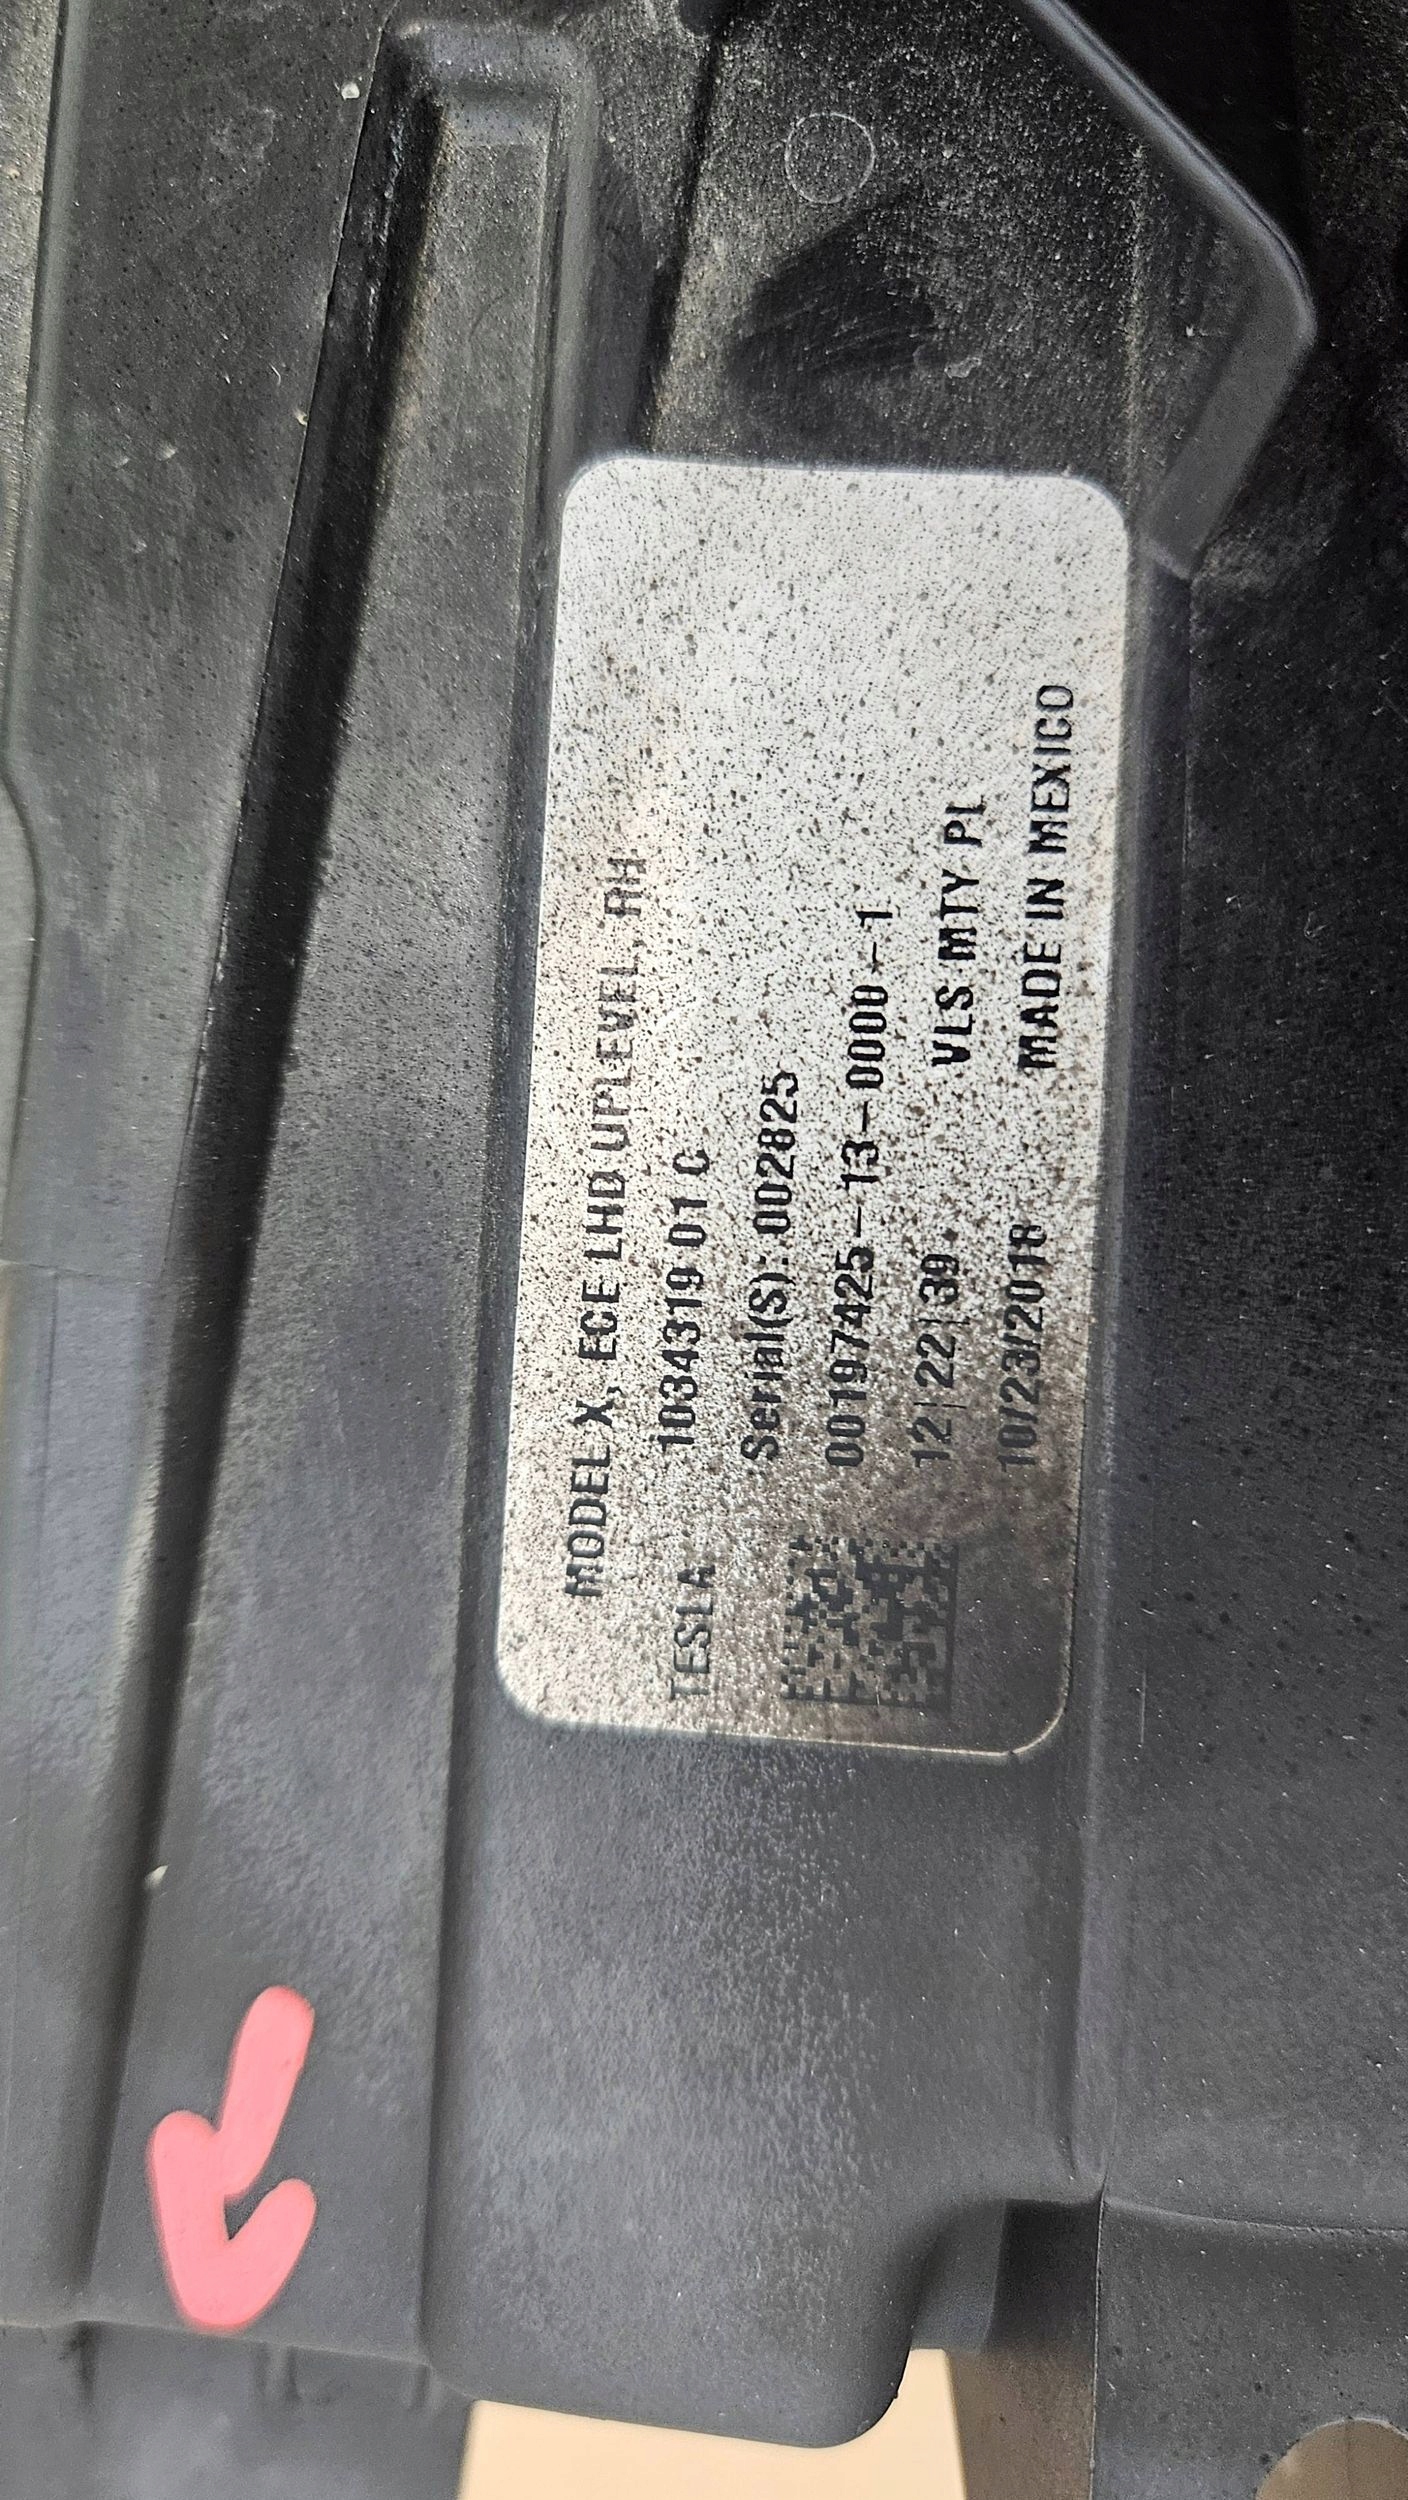 MODEL X, ECE LHD UPLEVEL, RH
TESLA 1034319 01 C
Serial(S): 002825
00197425-13-0000-1
12|22|39 VLS MTY PL
10/23/2018 MADE IN MEXICO